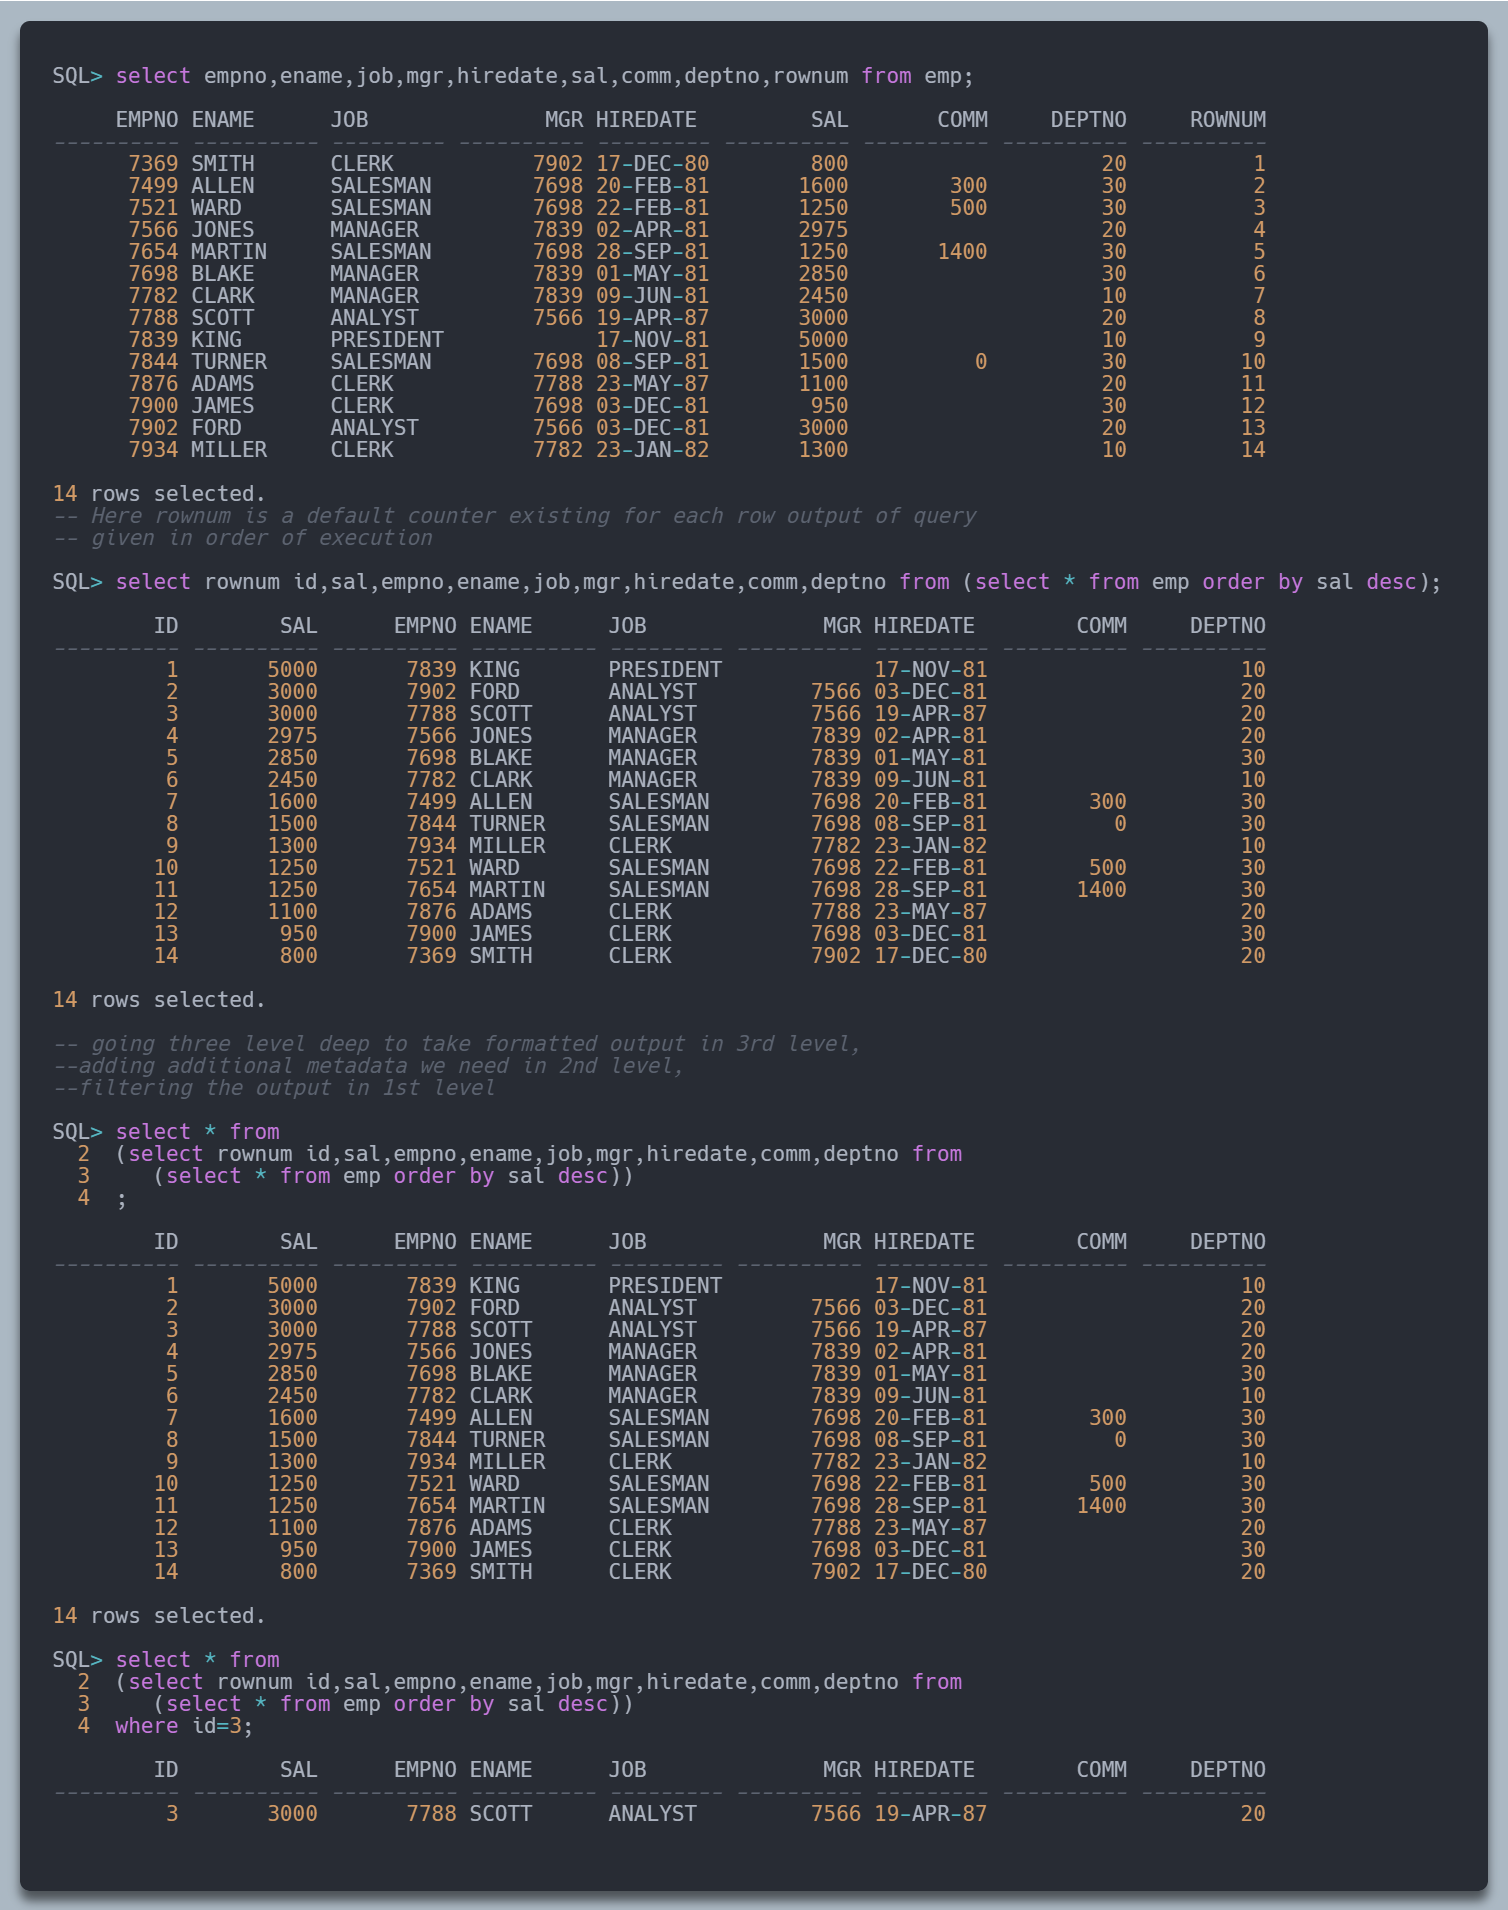 SQL> select empno,ename,job,mgr,hiredate,sal,comm,deptno,rownum from emp;

     EMPNO ENAME      JOB              MGR HIREDATE         SAL       COMM     DEPTNO     ROWNUM
---------- ---------- --------- ---------- --------- ---------- ---------- ---------- ----------
      7369 SMITH      CLERK           7902 17-DEC-80        800                    20          1
      7499 ALLEN      SALESMAN        7698 20-FEB-81       1600        300         30          2
      7521 WARD       SALESMAN        7698 22-FEB-81       1250        500         30          3
      7566 JONES      MANAGER         7839 02-APR-81       2975                    20          4
      7654 MARTIN     SALESMAN        7698 28-SEP-81       1250       1400         30          5
      7698 BLAKE      MANAGER         7839 01-MAY-81       2850                    30          6
      7782 CLARK      MANAGER         7839 09-JUN-81       2450                    10          7
      7788 SCOTT      ANALYST         7566 19-APR-87       3000                    20          8
      7839 KING       PRESIDENT            17-NOV-81       5000                    10          9
      7844 TURNER     SALESMAN        7698 08-SEP-81       1500          0         30         10
      7876 ADAMS      CLERK           7788 23-MAY-87       1100                    20         11
      7900 JAMES      CLERK           7698 03-DEC-81        950                    30         12
      7902 FORD       ANALYST         7566 03-DEC-81       3000                    20         13
      7934 MILLER     CLERK           7782 23-JAN-82       1300                    10         14

14 rows selected.
-- Here rownum is a default counter existing for each row output of query
-- given in order of execution

SQL> select rownum id,sal,empno,ename,job,mgr,hiredate,comm,deptno from (select * from emp order by sal desc);

        ID        SAL      EMPNO ENAME      JOB              MGR HIREDATE        COMM     DEPTNO
---------- ---------- ---------- ---------- --------- ---------- --------- ---------- ----------
         1       5000       7839 KING       PRESIDENT            17-NOV-81                    10
         2       3000       7902 FORD       ANALYST         7566 03-DEC-81                    20
         3       3000       7788 SCOTT      ANALYST         7566 19-APR-87                    20
         4       2975       7566 JONES      MANAGER         7839 02-APR-81                    20
         5       2850       7698 BLAKE      MANAGER         7839 01-MAY-81                    30
         6       2450       7782 CLARK      MANAGER         7839 09-JUN-81                    10
         7       1600       7499 ALLEN      SALESMAN        7698 20-FEB-81        300         30
         8       1500       7844 TURNER     SALESMAN        7698 08-SEP-81          0         30
         9       1300       7934 MILLER     CLERK           7782 23-JAN-82                    10
        10       1250       7521 WARD       SALESMAN        7698 22-FEB-81        500         30
        11       1250       7654 MARTIN     SALESMAN        7698 28-SEP-81       1400         30
        12       1100       7876 ADAMS      CLERK           7788 23-MAY-87                    20
        13        950       7900 JAMES      CLERK           7698 03-DEC-81                    30
        14        800       7369 SMITH      CLERK           7902 17-DEC-80                    20

14 rows selected.

-- going three level deep to take formatted output in 3rd level,
--adding additional metadata we need in 2nd level,
--filtering the output in 1st level

SQL> select * from
  2  (select rownum id,sal,empno,ename,job,mgr,hiredate,comm,deptno from
  3     (select * from emp order by sal desc))
  4  ;

        ID        SAL      EMPNO ENAME      JOB              MGR HIREDATE        COMM     DEPTNO
---------- ---------- ---------- ---------- --------- ---------- --------- ---------- ----------
         1       5000       7839 KING       PRESIDENT            17-NOV-81                    10
         2       3000       7902 FORD       ANALYST         7566 03-DEC-81                    20
         3       3000       7788 SCOTT      ANALYST         7566 19-APR-87                    20
         4       2975       7566 JONES      MANAGER         7839 02-APR-81                    20
         5       2850       7698 BLAKE      MANAGER         7839 01-MAY-81                    30
         6       2450       7782 CLARK      MANAGER         7839 09-JUN-81                    10
         7       1600       7499 ALLEN      SALESMAN        7698 20-FEB-81        300         30
         8       1500       7844 TURNER     SALESMAN        7698 08-SEP-81          0         30
         9       1300       7934 MILLER     CLERK           7782 23-JAN-82                    10
        10       1250       7521 WARD       SALESMAN        7698 22-FEB-81        500         30
        11       1250       7654 MARTIN     SALESMAN        7698 28-SEP-81       1400         30
        12       1100       7876 ADAMS      CLERK           7788 23-MAY-87                    20
        13        950       7900 JAMES      CLERK           7698 03-DEC-81                    30
        14        800       7369 SMITH      CLERK           7902 17-DEC-80                    20

14 rows selected.

SQL> select * from
  2  (select rownum id,sal,empno,ename,job,mgr,hiredate,comm,deptno from
  3     (select * from emp order by sal desc))
  4  where id=3;

        ID        SAL      EMPNO ENAME      JOB              MGR HIREDATE        COMM     DEPTNO
---------- ---------- ---------- ---------- --------- ---------- --------- ---------- ----------
         3       3000       7788 SCOTT      ANALYST         7566 19-APR-87                    20